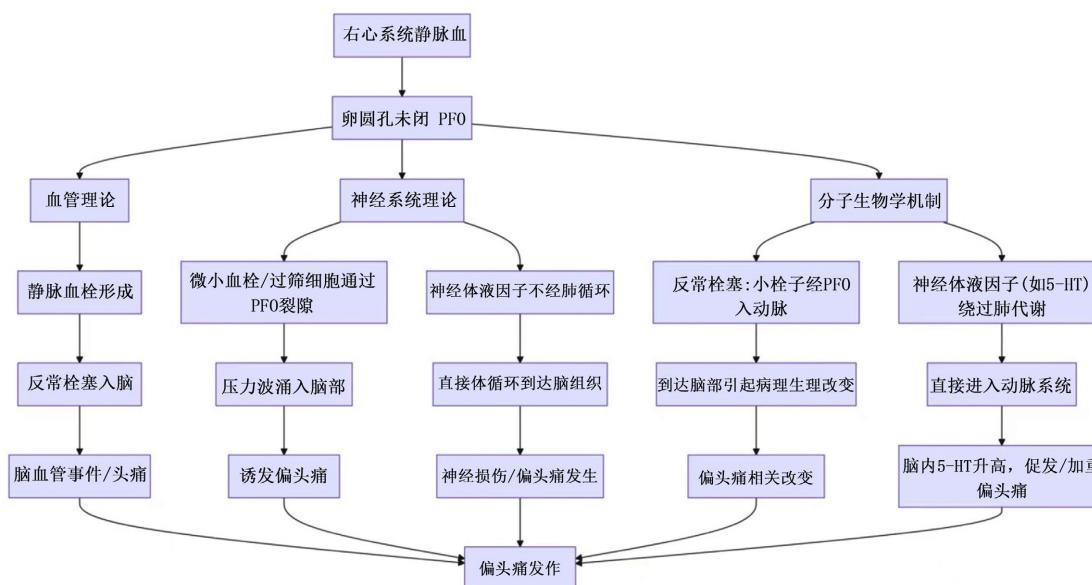 右心系统静脉血
卵圆孔未闭 PFO
血管理论
神经系统理论
分子生物学机制
静脉血栓形成
微小血栓/过筛细胞通过
PFO裂隙
神经体液因子不经肺循环
反常栓塞:小栓子经PFO
入动脉
神经体液因子(如5-HT)
绕过肺代谢
反常栓塞入脑
压力波涌入脑部
直接体循环到达脑组织
到达脑部引起病理生理改变
直接进入动脉系统
脑血管事件/头痛
诱发偏头痛
神经损伤/偏头痛发生
偏头痛相关改变
脑内5-HT升高，促发/加重
偏头痛
偏头痛发作